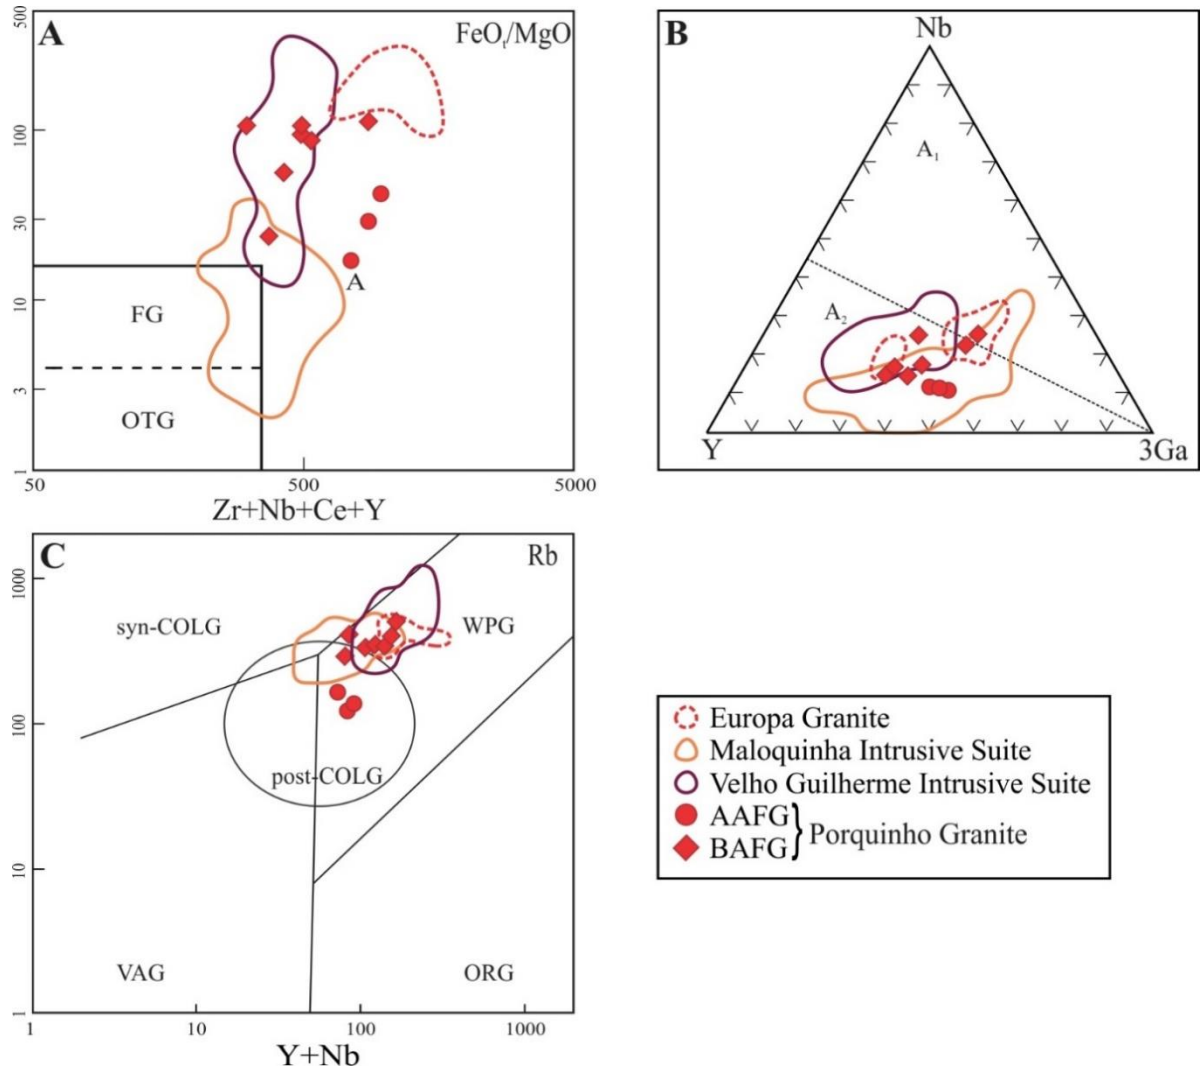 A
FeOt/MgO
500
100
30
10
3
1
FG
OTG
A
50
500
5000
Zr+Nb+Ce+Y
B
Nb
A1
A2
Y
3Ga
C
Rb
1000
100
10
1
syn-COLG
WPG
post-COLG
VAG
ORG
1
10
100
1000
Y+Nb
Europa Granite
Maloquinha Intrusive Suite
Velho Guilherme Intrusive Suite
AAFG
BAFG
Porquinho Granite